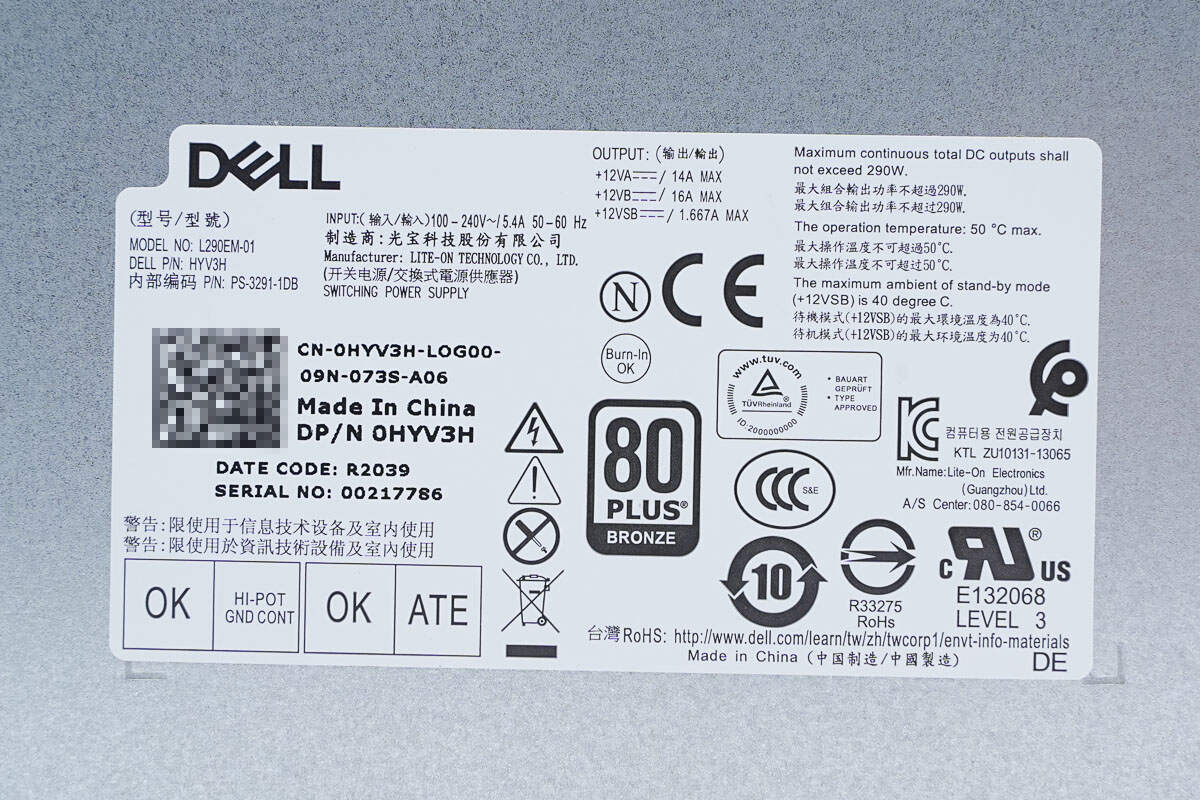 DELL
(型号/型號)
MODEL NO: L290EM-01
DELL P/N: HYV3H
内部编码 P/N: PS-3291-1DB
INPUT:(输入/輸入)100-240V~/5.4A 50-60 Hz
制造商:光宝科技股份有限公司
Manufacturer: LITE-ON TECHNOLOGY CO., LTD.
(开关电源/交換式電源供應器)
SWITCHING POWER SUPPLY
OUTPUT: (输出/輸出)
+12VA⎓/ 14A MAX
+12VB⎓/ 16A MAX
+12VSB⎓/ 1.667A MAX
Maximum continuous total DC outputs shall
not exceed 290W.
最大組合輸出功率不超過290W.
最大组合输出功率不超过290W.
The operation temperature: 50 °C max.
最大操作溫度不可超過50℃.
最大操作温度不可超过50℃.
The maximum ambient of stand-by mode
(+12VSB) is 40 degree C.
待機模式(+12VSB)的最大環境溫度為40℃.
待机模式(+12VSB)的最大环境温度为40℃.
CN-0HYV3H-LOG00-
09N-073S-A06
Made In China
DP/N 0HYV3H
DATE CODE: R2039
SERIAL NO: 00217786
警告:限使用于信息技术设备及室内使用
警告:限使用於資訊技術設備及室內使用
OK
HI-POT
GND CONT
OK
ATE
N
CE
Burn-In
OK
80
PLUS®
BRONZE
www.tuv.com
TÜVRheinland®
ID:2000000000
• BAUART
GEPRÜFT
• TYPE
APPROVED
CCC S&E
컴퓨터용 전원공급장치
KTL ZU10131-13065
Mfr. Name: Lite-On Electronics
(Guangzhou) Ltd.
A/S Center: 080-854-0066
10
R33275
RoHs
c RU ® US
E132068
LEVEL 3
台灣RoHS: http://www.dell.com/learn/tw/zh/twcorp1/envt-info-materials
Made in China (中国制造/中國製造)
DE